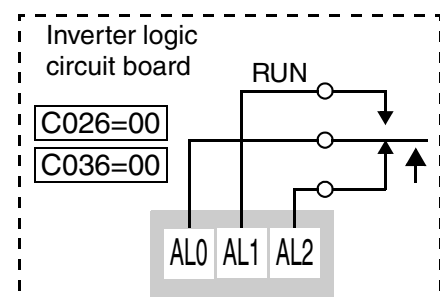 Inverter logic
circuit board
RUN
C026=00
C036=00
AL0 AL1 AL2